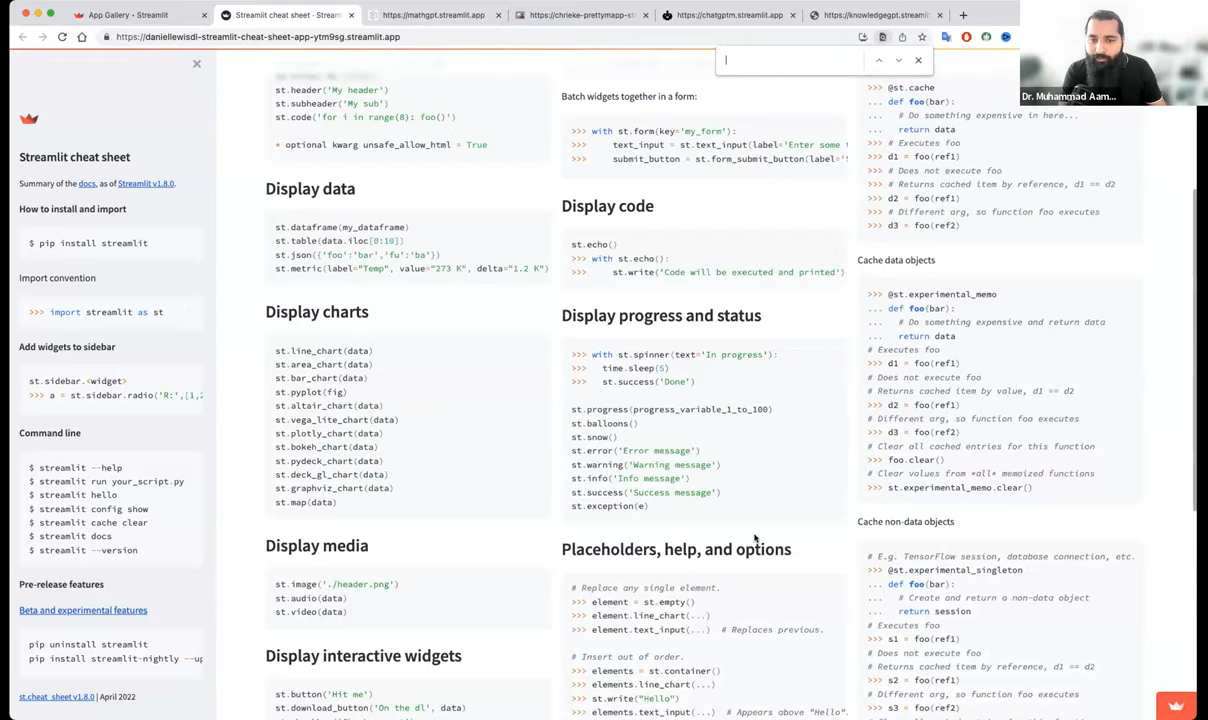 App Gallery – Streamlit
Streamlit cheat sheet · Stream
https://mathgpt.streamlit.app
https://chrieke-prettymapp-st
https://chatgptm.streamlit.app
https://knowledgegpt.streamlit.
https://daniellewisdl-streamlit-cheat-sheet-app-ytm9sg.streamlit.app
Dr. Muhammad Aam...
Streamlit cheat sheet
Summary of the docs, as of Streamlit v1.8.0.
How to install and import
$ pip install streamlit
Import convention
>>> import streamlit as st
Add widgets to sidebar
st.sidebar.<widget>
>>> a = st.sidebar.radio('R:',[1,2
Command line
$ streamlit --help
$ streamlit run your_script.py
$ streamlit hello
$ streamlit config show
$ streamlit cache clear
$ streamlit docs
$ streamlit --version
Pre-release features
Beta and experimental features
pip uninstall streamlit
pip install streamlit-nightly --up
st.cheat_sheet v1.8.0 | April 2022
st.header('My header')
st.subheader('My sub')
st.code('for i in range(8): foo()')
* optional kwarg unsafe_allow_html = True
Display data
st.dataframe(my_dataframe)
st.table(data.iloc[0:10])
st.json({'foo':'bar','fu':'ba'})
st.metric(label="Temp", value="273 K", delta="1.2 K")
Display charts
st.line_chart(data)
st.area_chart(data)
st.bar_chart(data)
st.pyplot(fig)
st.altair_chart(data)
st.vega_lite_chart(data)
st.plotly_chart(data)
st.bokeh_chart(data)
st.pydeck_chart(data)
st.deck_gl_chart(data)
st.graphviz_chart(data)
st.map(data)
Display media
st.image('./header.png')
st.audio(data)
st.video(data)
Display interactive widgets
st.button('Hit me')
st.download_button('On the dl', data)
Batch widgets together in a form:
>>> with st.form(key='my_form'):
>>> text_input = st.text_input(label='Enter some t
>>> submit_button = st.form_submit_button(label='S
Display code
st.echo()
>>> with st.echo():
>>> st.write('Code will be executed and printed')
Display progress and status
>>> with st.spinner(text='In progress'):
>>> time.sleep(5)
>>> st.success('Done')
st.progress(progress_variable_1_to_100)
st.balloons()
st.snow()
st.error('Error message')
st.warning('Warning message')
st.info('Info message')
st.success('Success message')
st.exception(e)
Placeholders, help, and options
# Replace any single element.
>>> element = st.empty()
>>> element.line_chart(...)
>>> element.text_input(...) # Replaces previous.
# Insert out of order.
>>> elements = st.container()
>>> elements.line_chart(...)
>>> st.write("Hello")
>>> elements.text_input(...) # Appears above "Hello".
>>> @st.cache
... def foo(bar):
... # Do something expensive in here...
... return data
>>> # Executes foo
>>> d1 = foo(ref1)
>>> # Does not execute foo
>>> # Returns cached item by reference, d1 == d2
>>> d2 = foo(ref1)
>>> # Different arg, so function foo executes
>>> d3 = foo(ref2)
Cache data objects
>>> @st.experimental_memo
... def foo(bar):
... # Do something expensive and return data
... return data
# Executes foo
>>> d1 = foo(ref1)
# Does not execute foo
# Returns cached item by value, d1 == d2
>>> d2 = foo(ref1)
# Different arg, so function foo executes
>>> d3 = foo(ref2)
# Clear all cached entries for this function
>>> foo.clear()
# Clear values from *all* memoized functions
>>> st.experimental_memo.clear()
Cache non-data objects
# E.g. TensorFlow session, database connection, etc.
>>> @st.experimental_singleton
... def foo(bar):
... # Create and return a non-data object
... return session
# Executes foo
>>> s1 = foo(ref1)
# Does not execute foo
# Returns cached item by reference, d1 == d2
>>> s2 = foo(ref1)
# Different arg, so function foo executes
>>> s3 = foo(ref2)